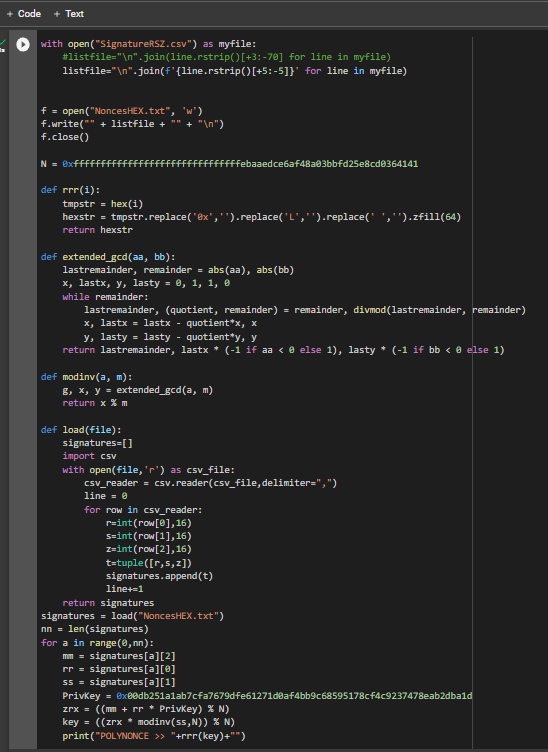 + Code + Text
with open("SignatureRSZ.csv") as myfile:
#listfile="\n".join(line.rstrip()[+3:-70] for line in myfile)
listfile="\n".join(f'{line.rstrip()[+5:-5]}' for line in myfile)
f = open("NoncesHEX.txt", 'w')
f.write("" + listfile + "" + "\n")
f.close()
N = 0xfffffffffffffffffffffffffffffffebaaedce6af48a03bbfd25e8cd0364141
def rrr(i):
tmpstr = hex(i)
hexstr = tmpstr.replace('0x','').replace('L','').replace(' ','').zfill(64)
return hexstr
def extended_gcd(aa, bb):
lastremainder, remainder = abs(aa), abs(bb)
x, lastx, y, lasty = 0, 1, 1, 0
while remainder:
lastremainder, (quotient, remainder) = remainder, divmod(lastremainder, remainder)
x, lastx = lastx - quotient*x, x
y, lasty = lasty - quotient*y, y
return lastremainder, lastx * (-1 if aa < 0 else 1), lasty * (-1 if bb < 0 else 1)
def modinv(a, m):
g, x, y = extended_gcd(a, m)
return x % m
def load(file):
signatures=[]
import csv
with open(file,'r') as csv_file:
csv_reader = csv.reader(csv_file,delimiter=",")
line = 0
for row in csv_reader:
r=int(row[0],16)
s=int(row[1],16)
z=int(row[2],16)
t=tuple([r,s,z])
signatures.append(t)
line+=1
return signatures
signatures = load("NoncesHEX.txt")
nn = len(signatures)
for a in range(0,nn):
mm = signatures[a][2]
rr = signatures[a][0]
ss = signatures[a][1]
PrivKey = 0x00db251a1ab7cfa7679dfe61271d0af4bb9c68595178cf4c9237478eab2dba1d
zrx = ((mm + rr * PrivKey) % N)
key = ((zrx * modinv(ss,N)) % N)
print("POLYNONCE >> "+rrr(key)+"")